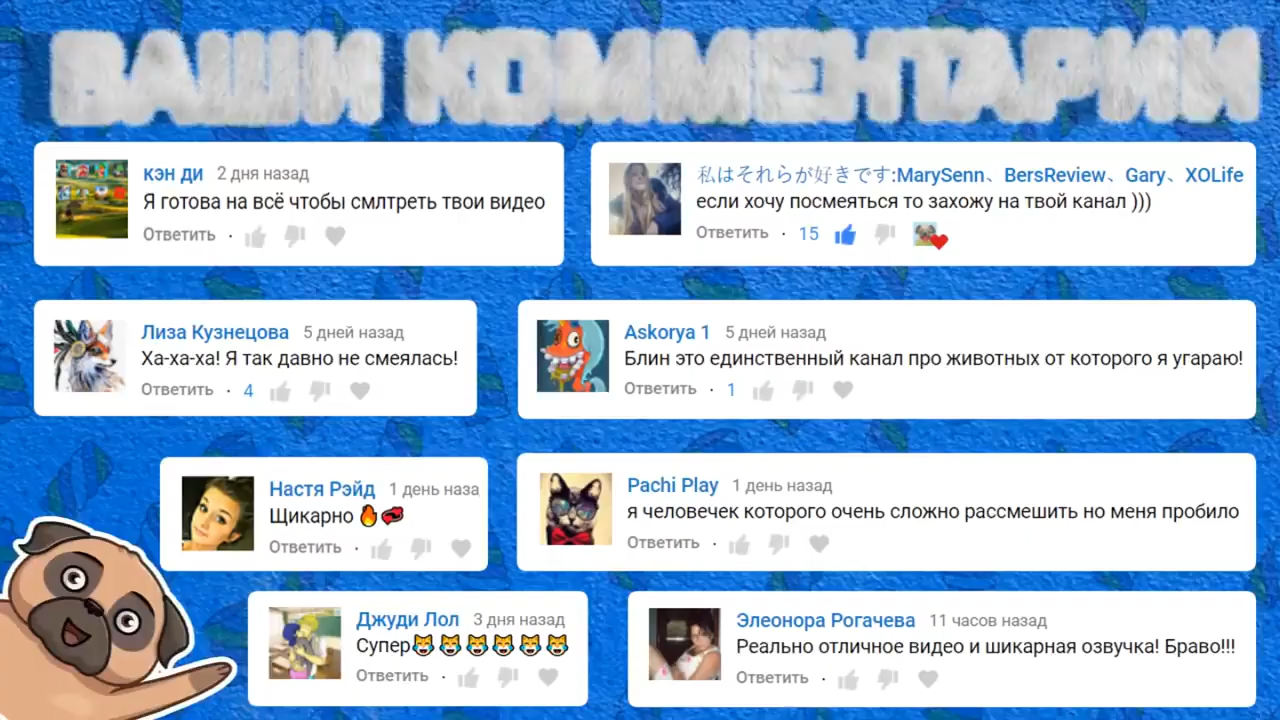 ВАШИ КОММЕНТАРИИ
кэн ди 2 дня назад
Я готова на всё чтобы смлтреть твои видео
Ответить ·
私はそれらが好きです:MarySenn、BersReview、Gary、XOLife
если хочу посмеяться то захожу на твой канал )))
Ответить · 15
Лиза Кузнецова 5 дней назад
Ха-ха-ха! Я так давно не смеялась!
Ответить · 4
Askorya 1 5 дней назад
Блин это единственный канал про животных от которого я угараю!
Ответить · 1
Настя Рэйд 1 день наза
Щикарно 🔥💞
Ответить ·
Pachi Play 1 день назад
я человечек которого очень сложно рассмешить но меня пробило
Ответить ·
Джуди Лол 3 дня назад
Супер😹😹😹😹😹😹
Ответить ·
Элеонора Рогачева 11 часов назад
Реально отличное видео и шикарная озвучка! Браво!!!
Ответить ·